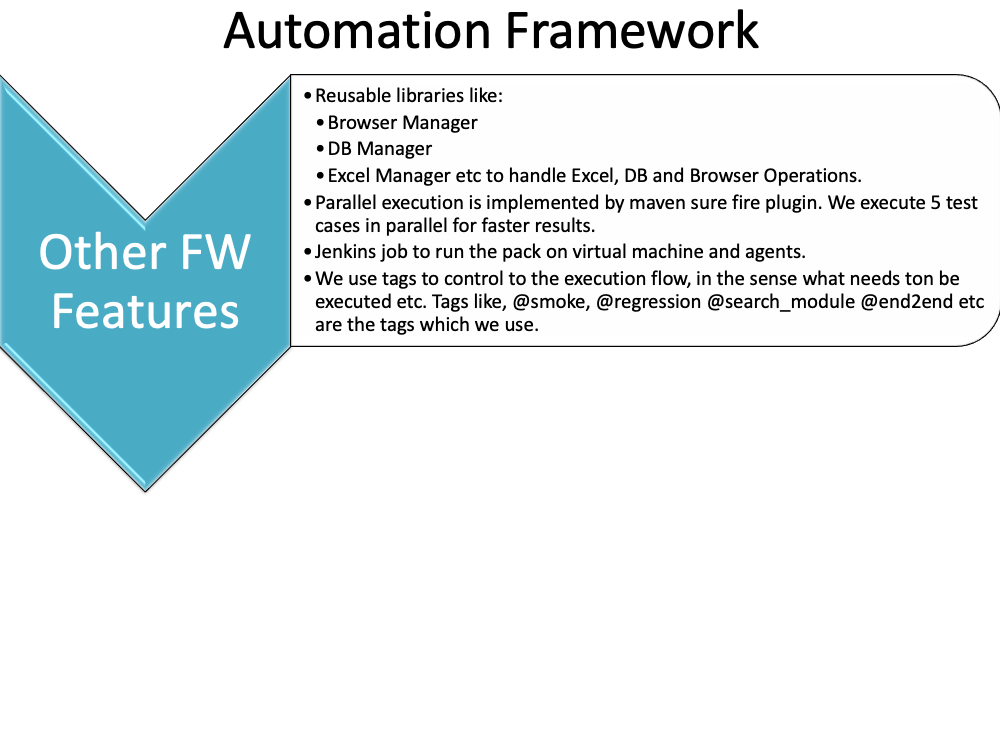 Automation Framework
Other FW
Features
•Reusable libraries like:
•Browser Manager
•DB Manager
•Excel Manager etc to handle Excel, DB and Browser Operations.
•Parallel execution is implemented by maven sure fire plugin. We execute 5 test
cases in parallel for faster results.
•Jenkins job to run the pack on virtual machine and agents.
•We use tags to control to the execution flow, in the sense what needs ton be
executed etc. Tags like, @smoke, @regression @search_module @end2end etc
are the tags which we use.